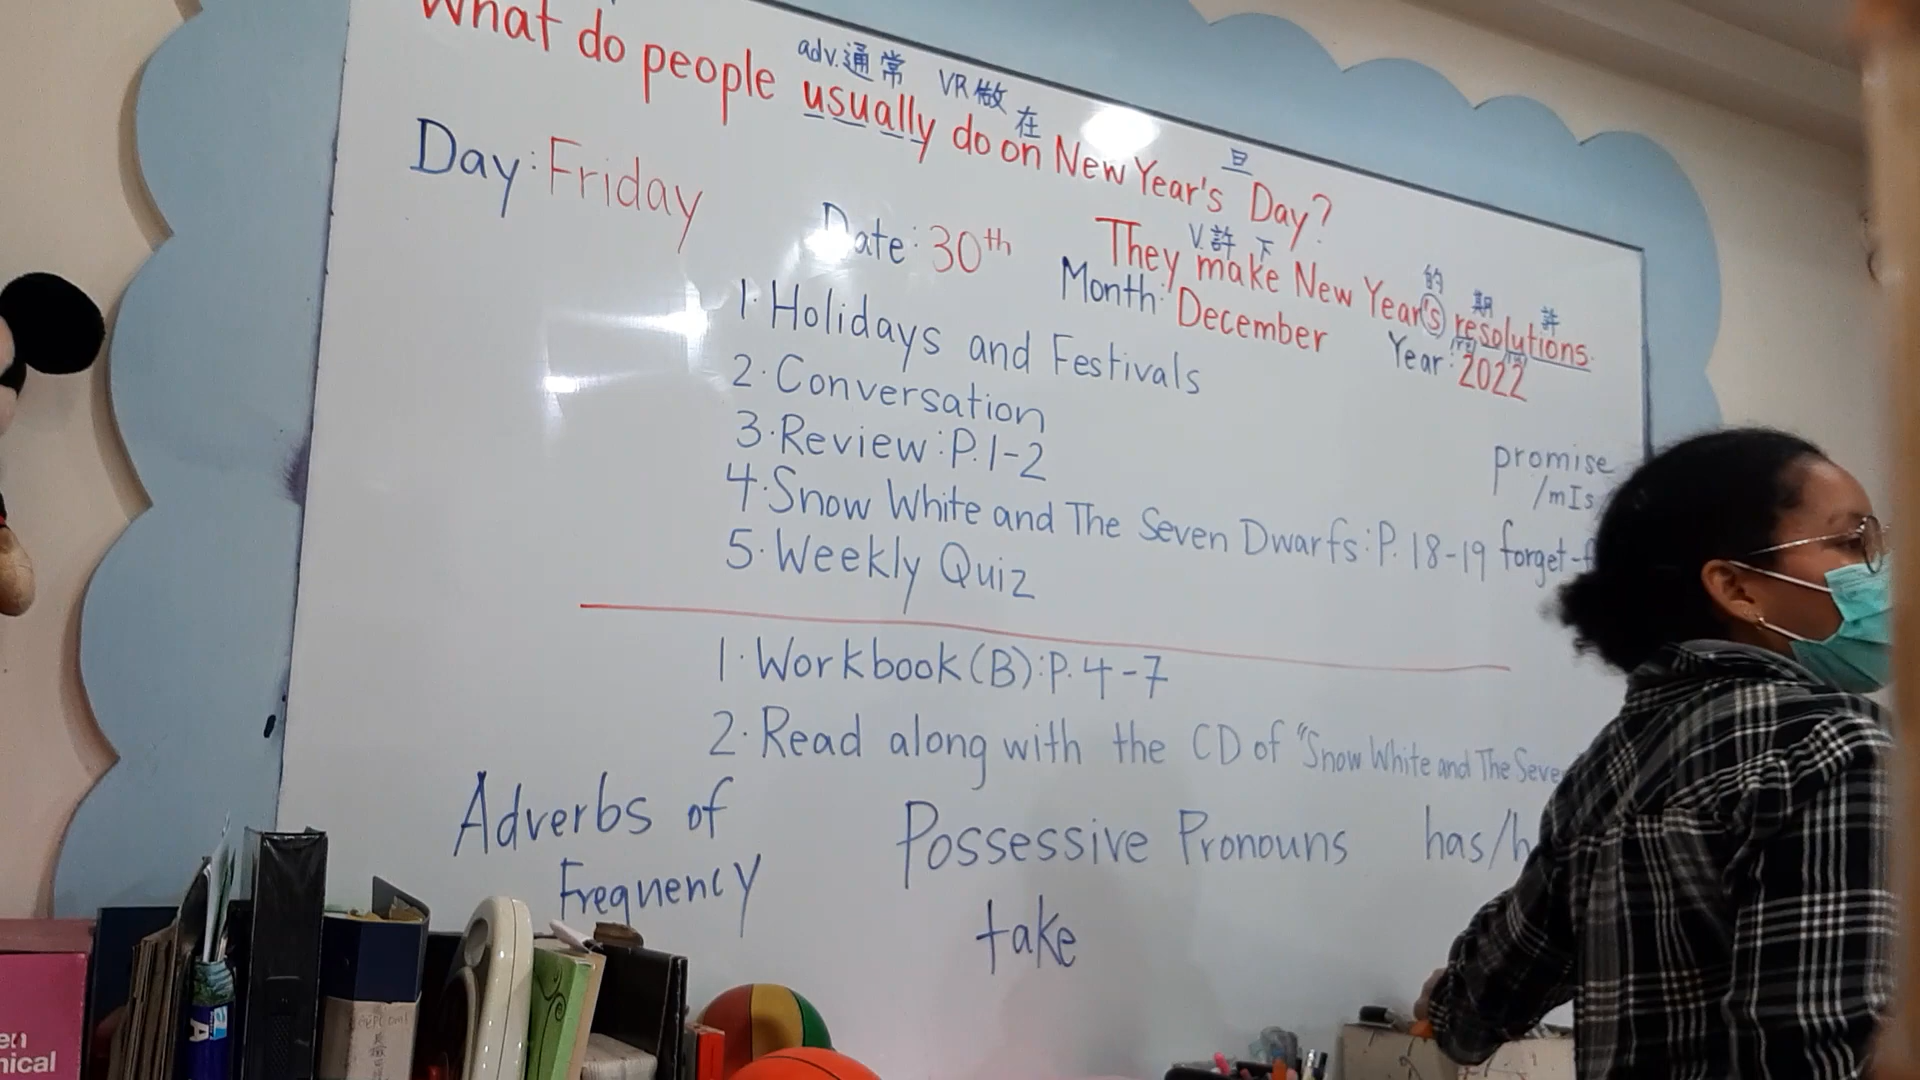 What do people usually do on New Year's Day?
adv.通常 VR做 在 旦
Day: Friday
Date: 30th
They make New Year's resolutions.
V.許下 的 期許
Month: December
Year: 2022
1. Holidays and Festivals
2. Conversation
3. Review: P. 1-2
4. Snow White and The Seven Dwarfs: P. 18-19
5. Weekly Quiz
promise
/mIs
forget-f
1. Workbook (B): P. 4-7
2. Read along with the CD of "Snow White and The Seve
Adverbs of
Frequency
Possessive Pronouns
take
has/h